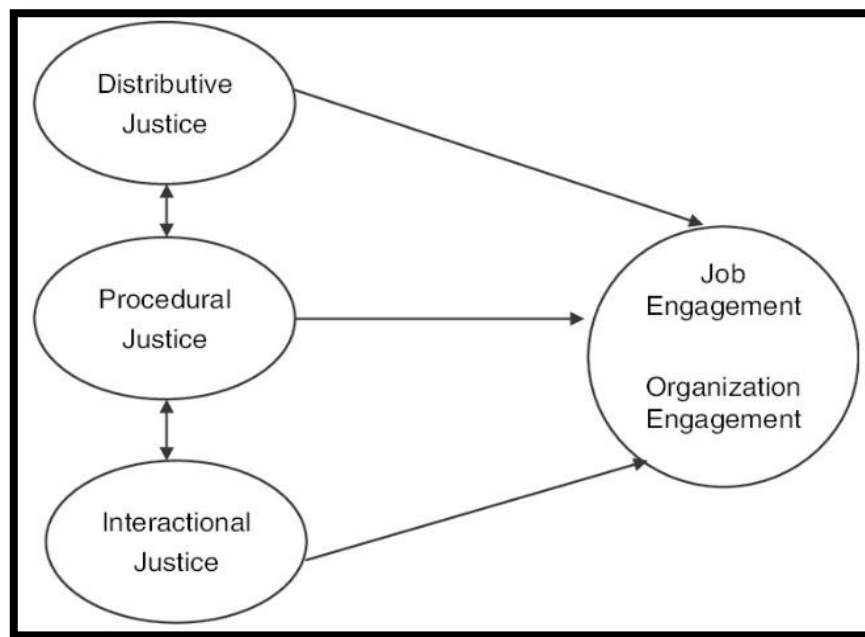 Distributive
Justice
Procedural
Justice
Interactional
Justice
Job
Engagement
Organization
Engagement